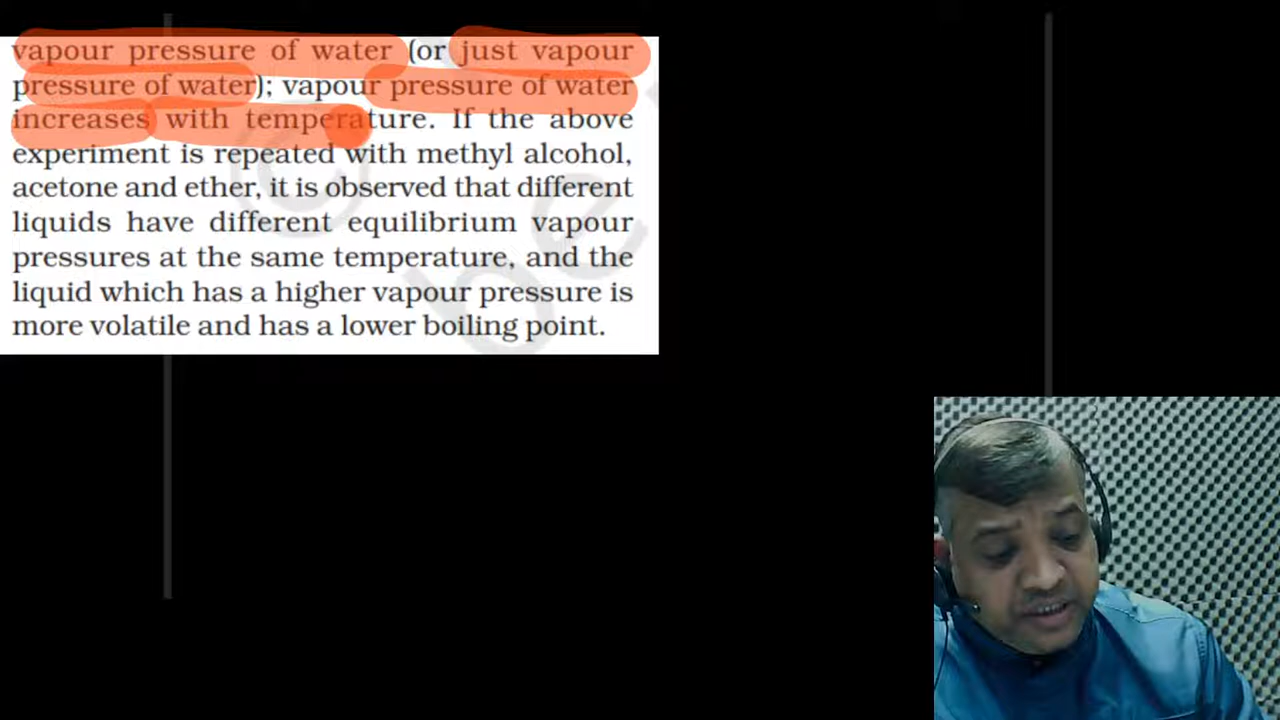 vapour pressure of water (or just vapour
pressure of water); vapour pressure of water
increases with temperature. If the above
experiment is repeated with methyl alcohol,
acetone and ether, it is observed that different
liquids have different equilibrium vapour
pressures at the same temperature, and the
liquid which has a higher vapour pressure is
more volatile and has a lower boiling point.